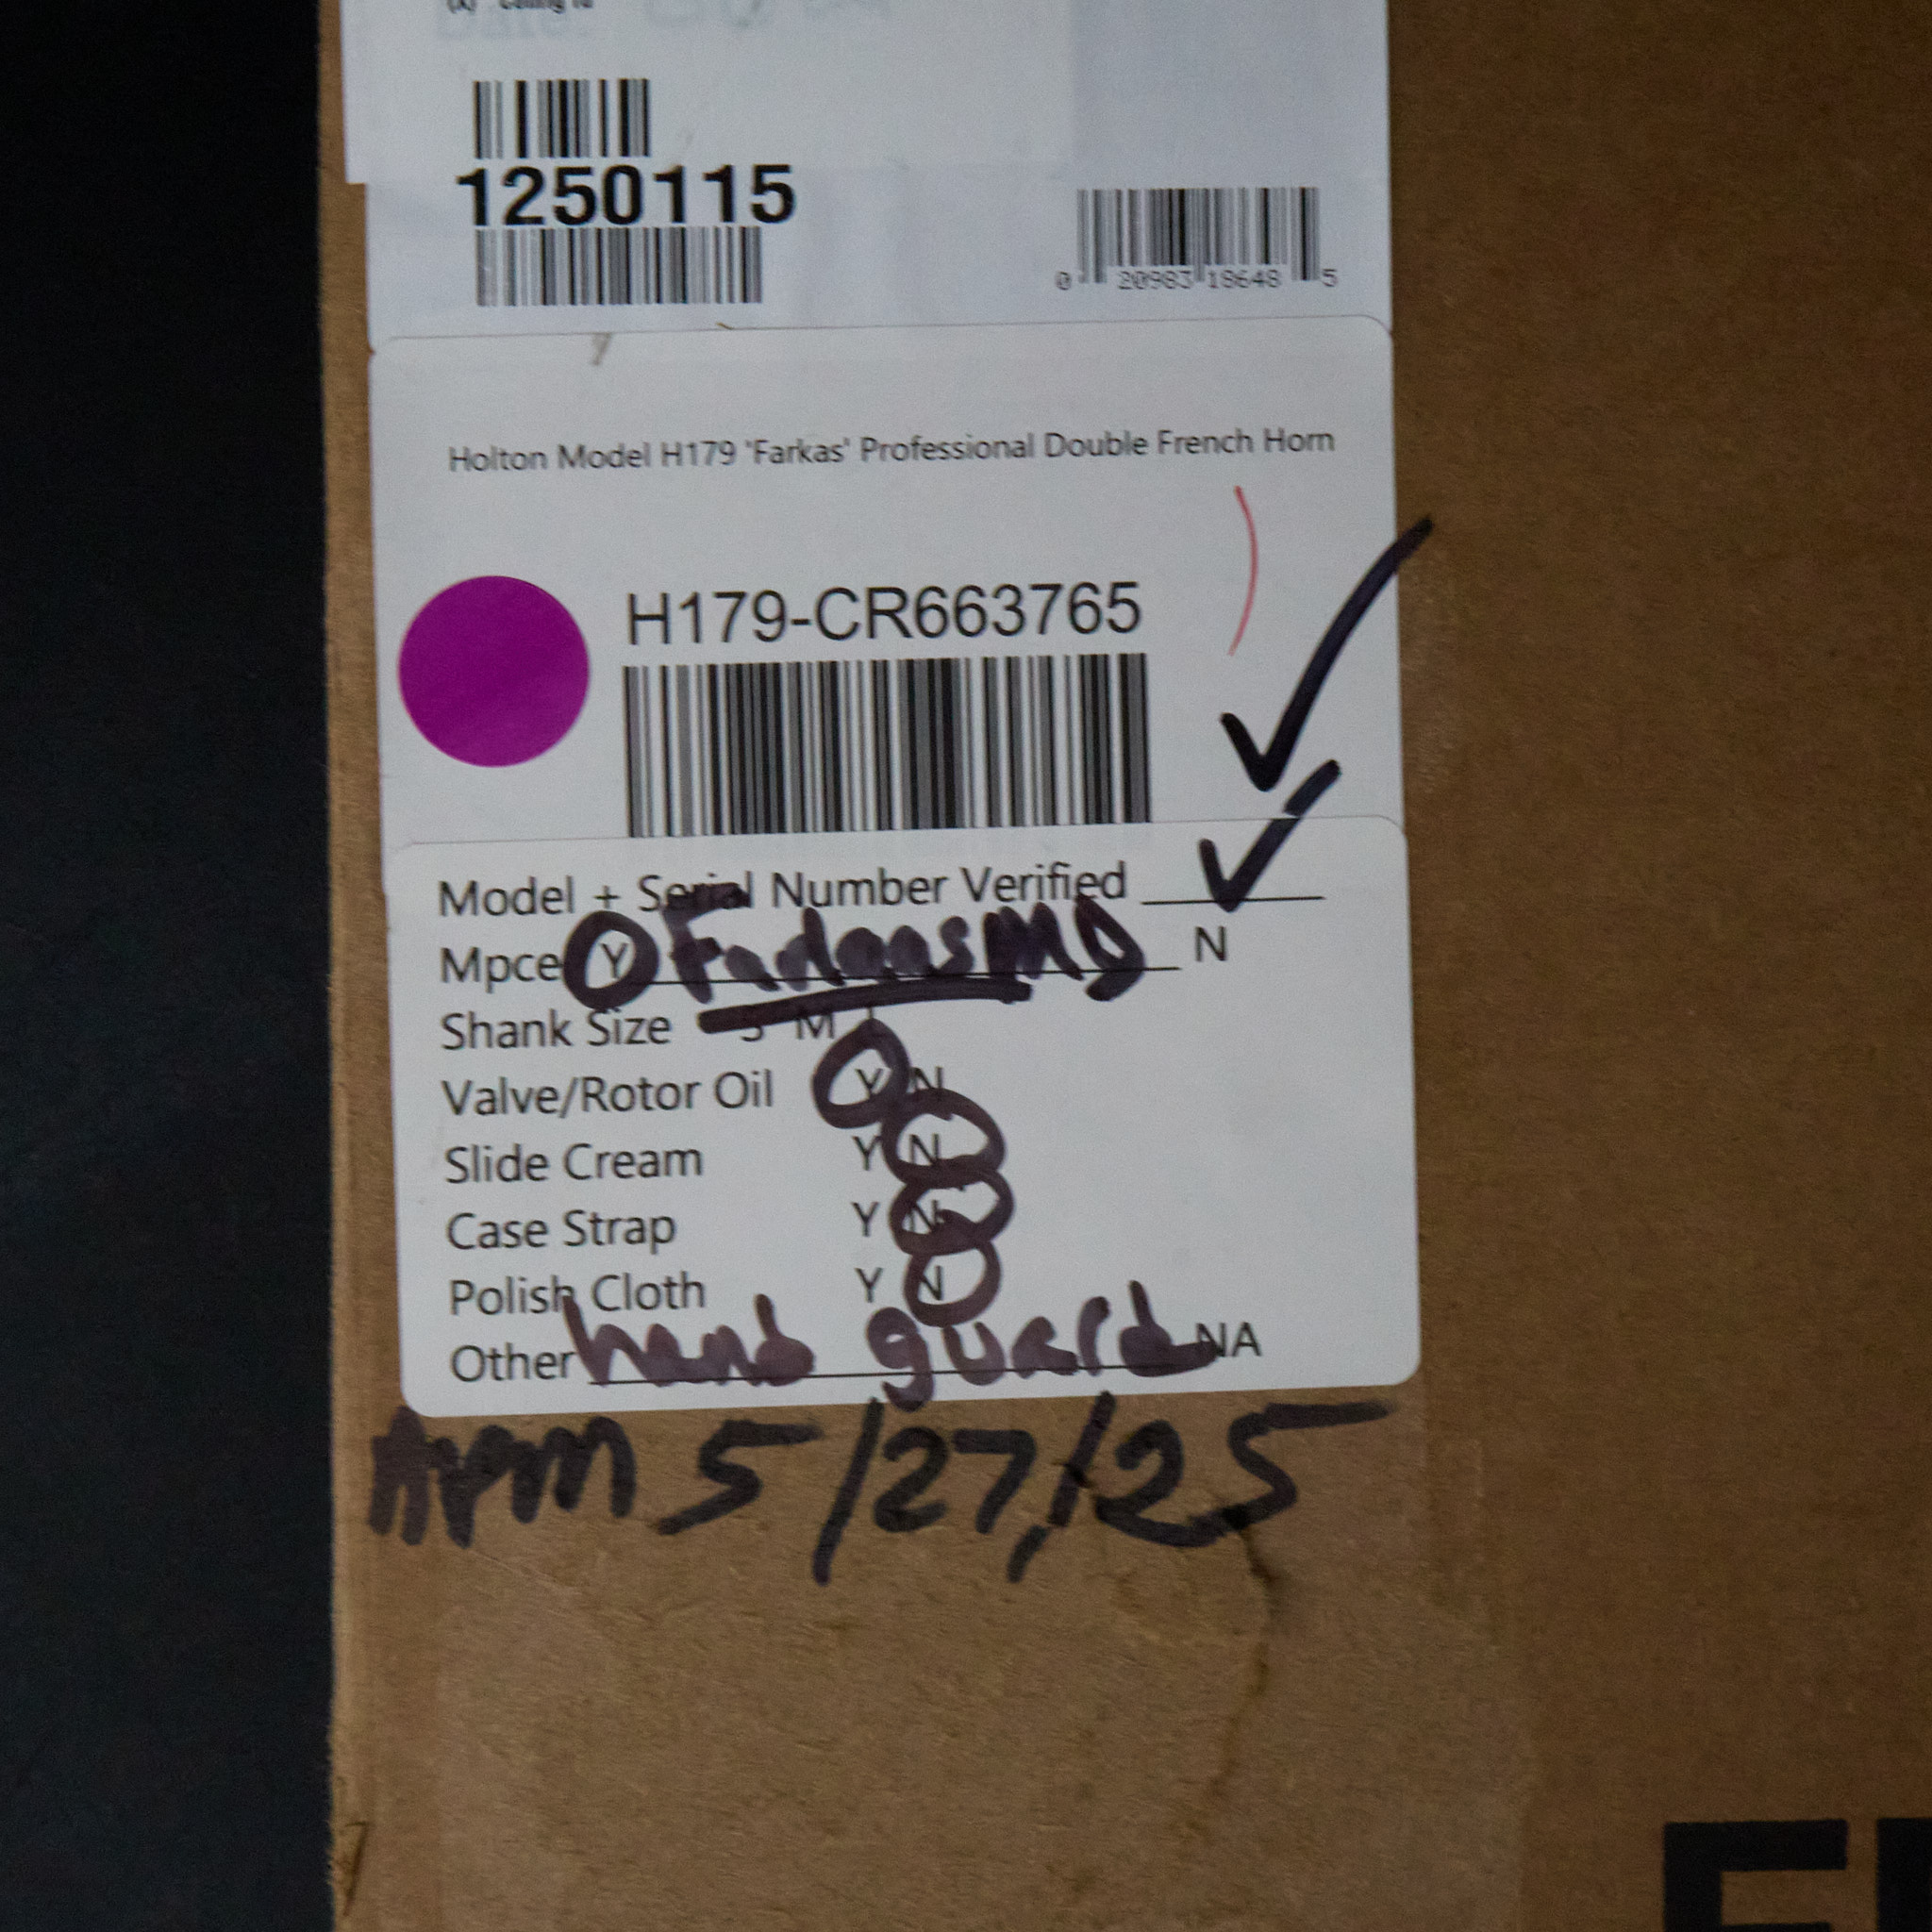 1250115
0 20983 18648 5
Holton Model H179 'Farkas' Professional Double French Horn
H179-CR663765
Model + Serial Number Verified
Mpce Y MD N
Shank Size S M L
Valve/Rotor Oil Y N
Slide Cream Y N
Case Strap Y N
Polish Cloth Y N
Other hand guard NA
5/27/25